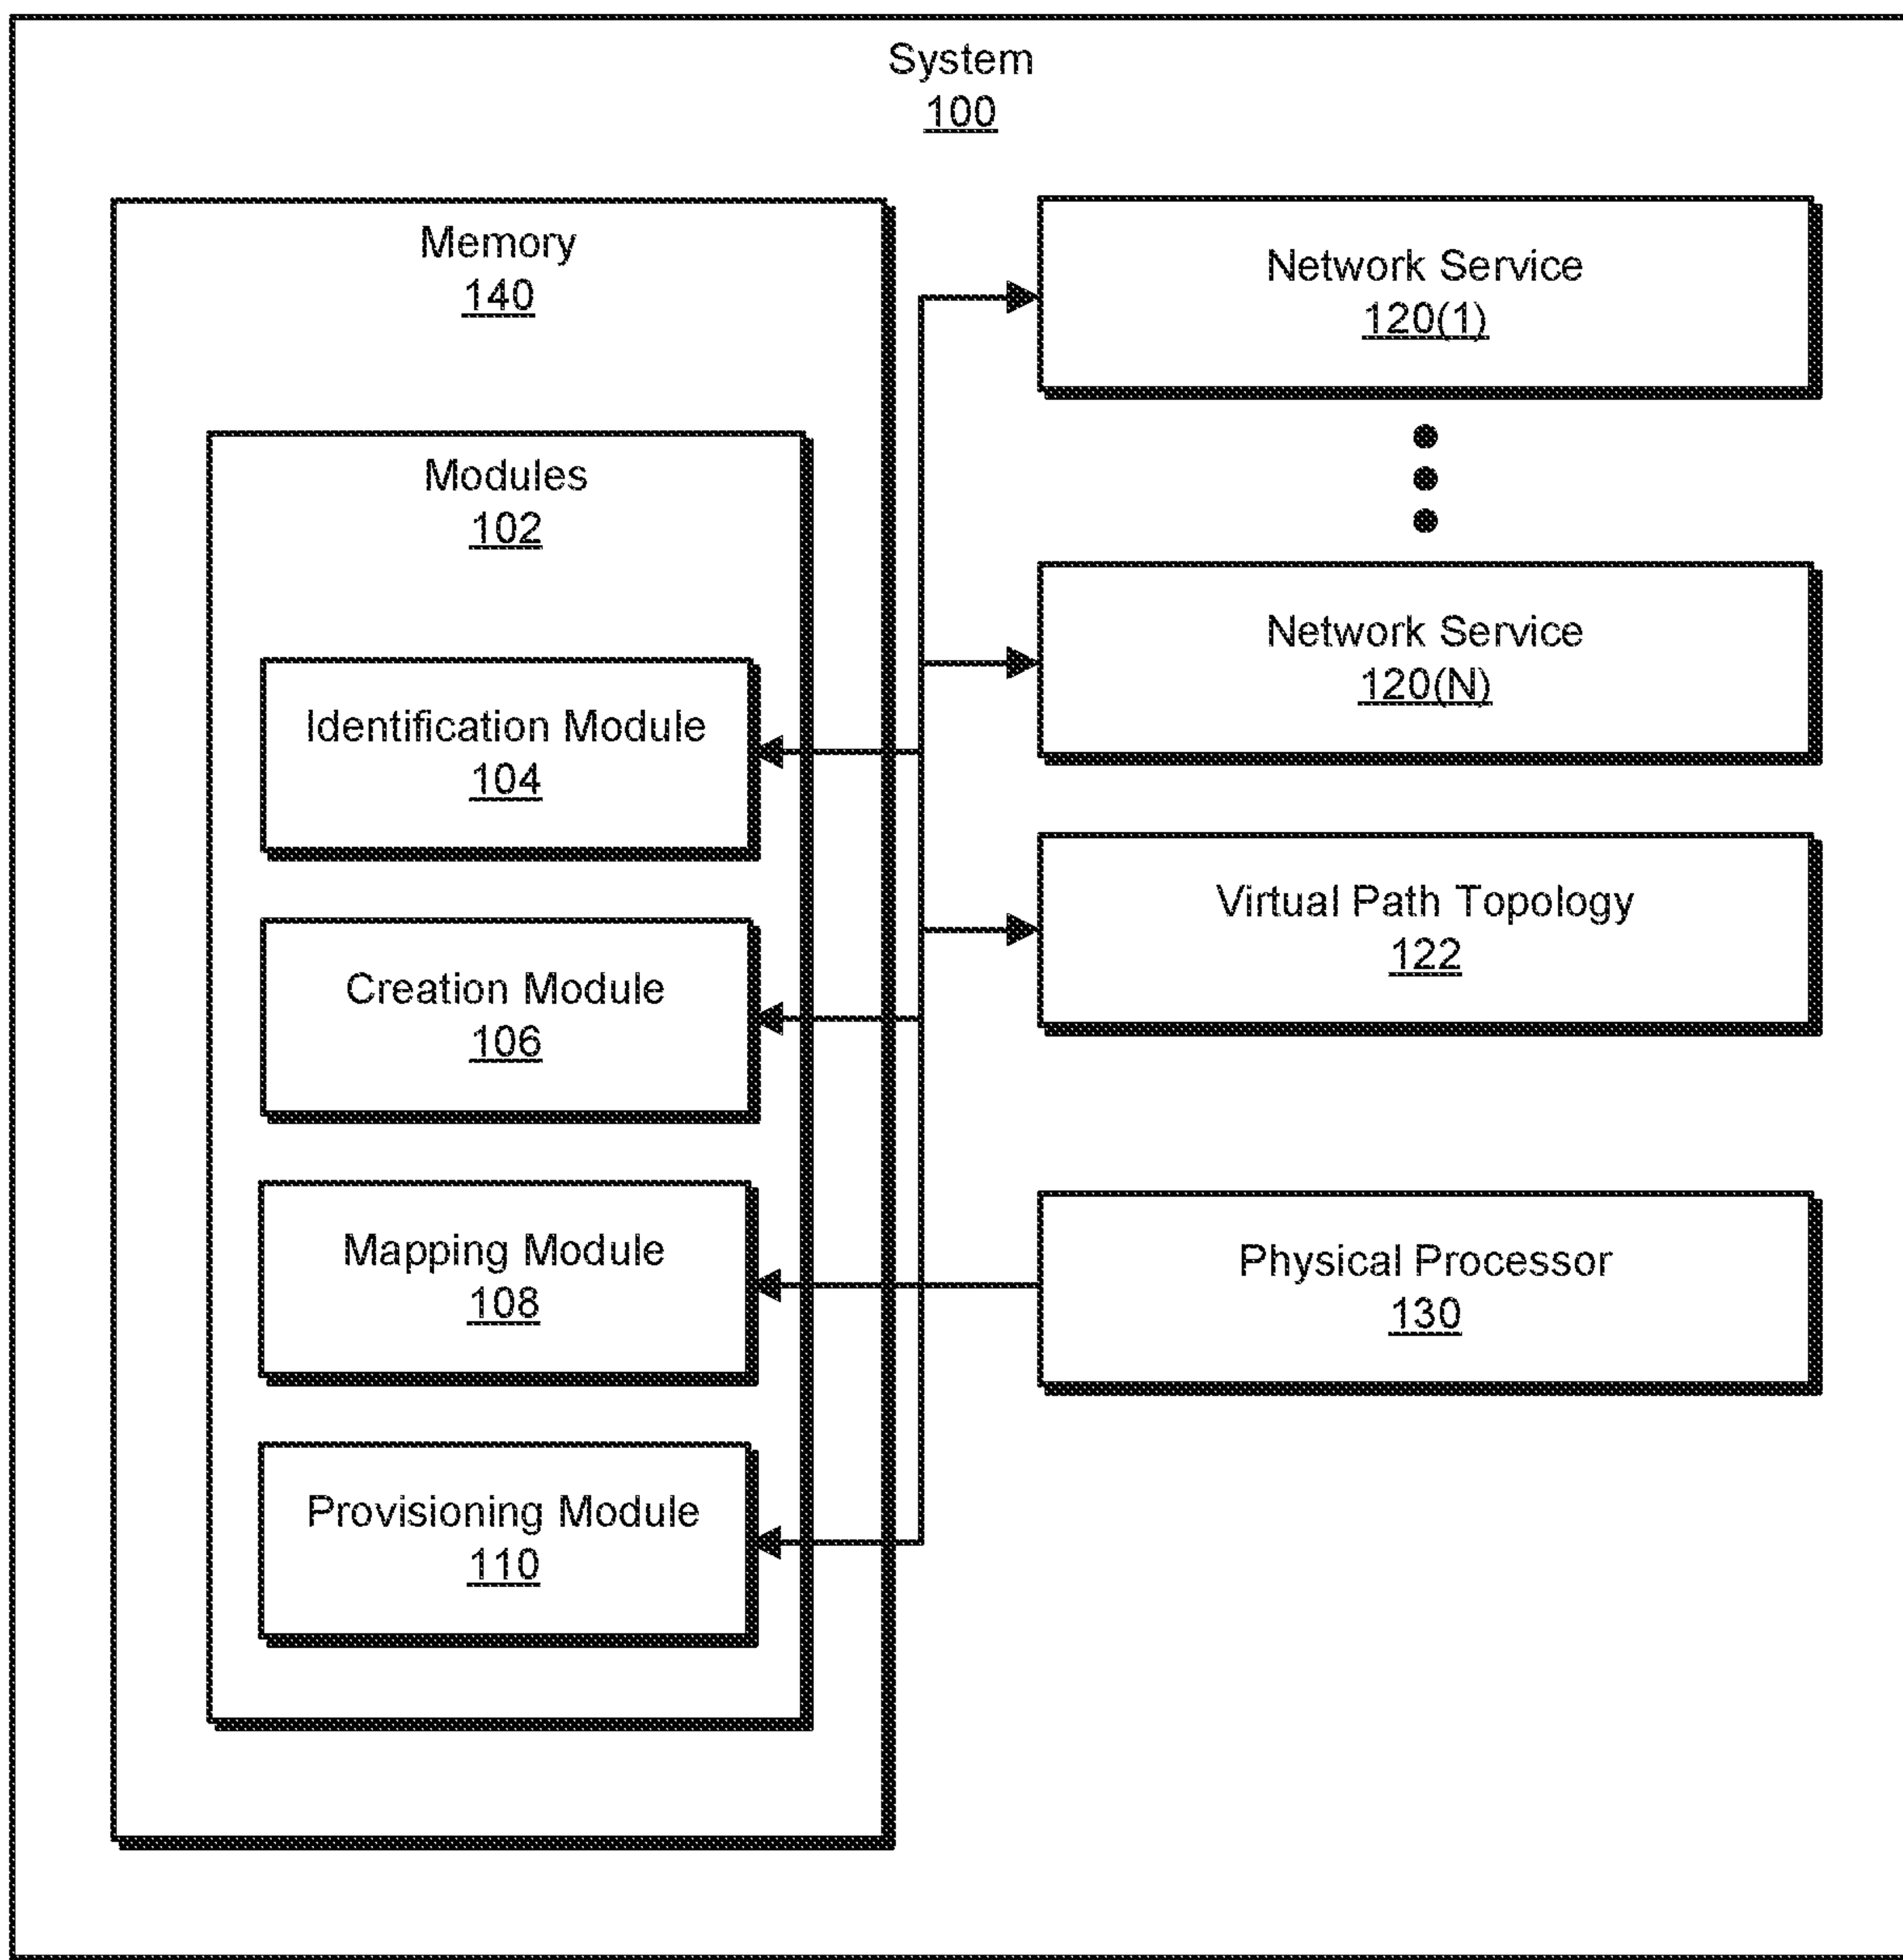 System
100
Memory
140
Modules
102
Identification Module
104
Creation Module
106
Mapping Module
108
Provisioning Module
110
Network Service
120(1)
Network Service
120(N)
Virtual Path Topology
122
Physical Processor
130